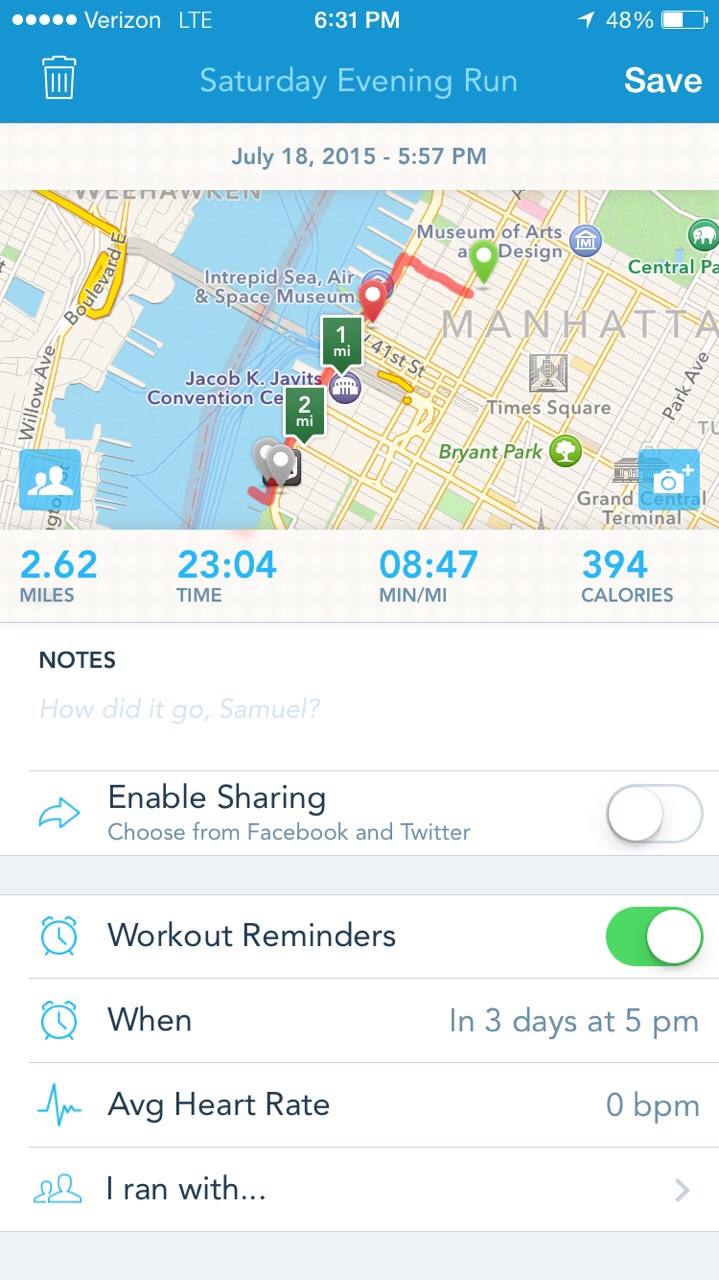 Verizon LTE 6:31 PM 48%
Saturday Evening Run Save
July 18, 2015 - 5:57 PM
WEEHAWKEN
Boulevard E
Museum of Arts
a Design
Central Pa
Intrepid Sea, Air
& Space Museum
MANHATTA
1
mi
41st St
Jacob K. Javits
Convention Ce
2
mi
Willow Ave
Times Square
Park Ave
TU
Bryant Park
Grand Central
Terminal
2.62 23:04 08:47 394
MILES TIME MIN/MI CALORIES
NOTES
How did it go, Samuel?
Enable Sharing
Choose from Facebook and Twitter
Workout Reminders
When In 3 days at 5 pm
Avg Heart Rate 0 bpm
I ran with...